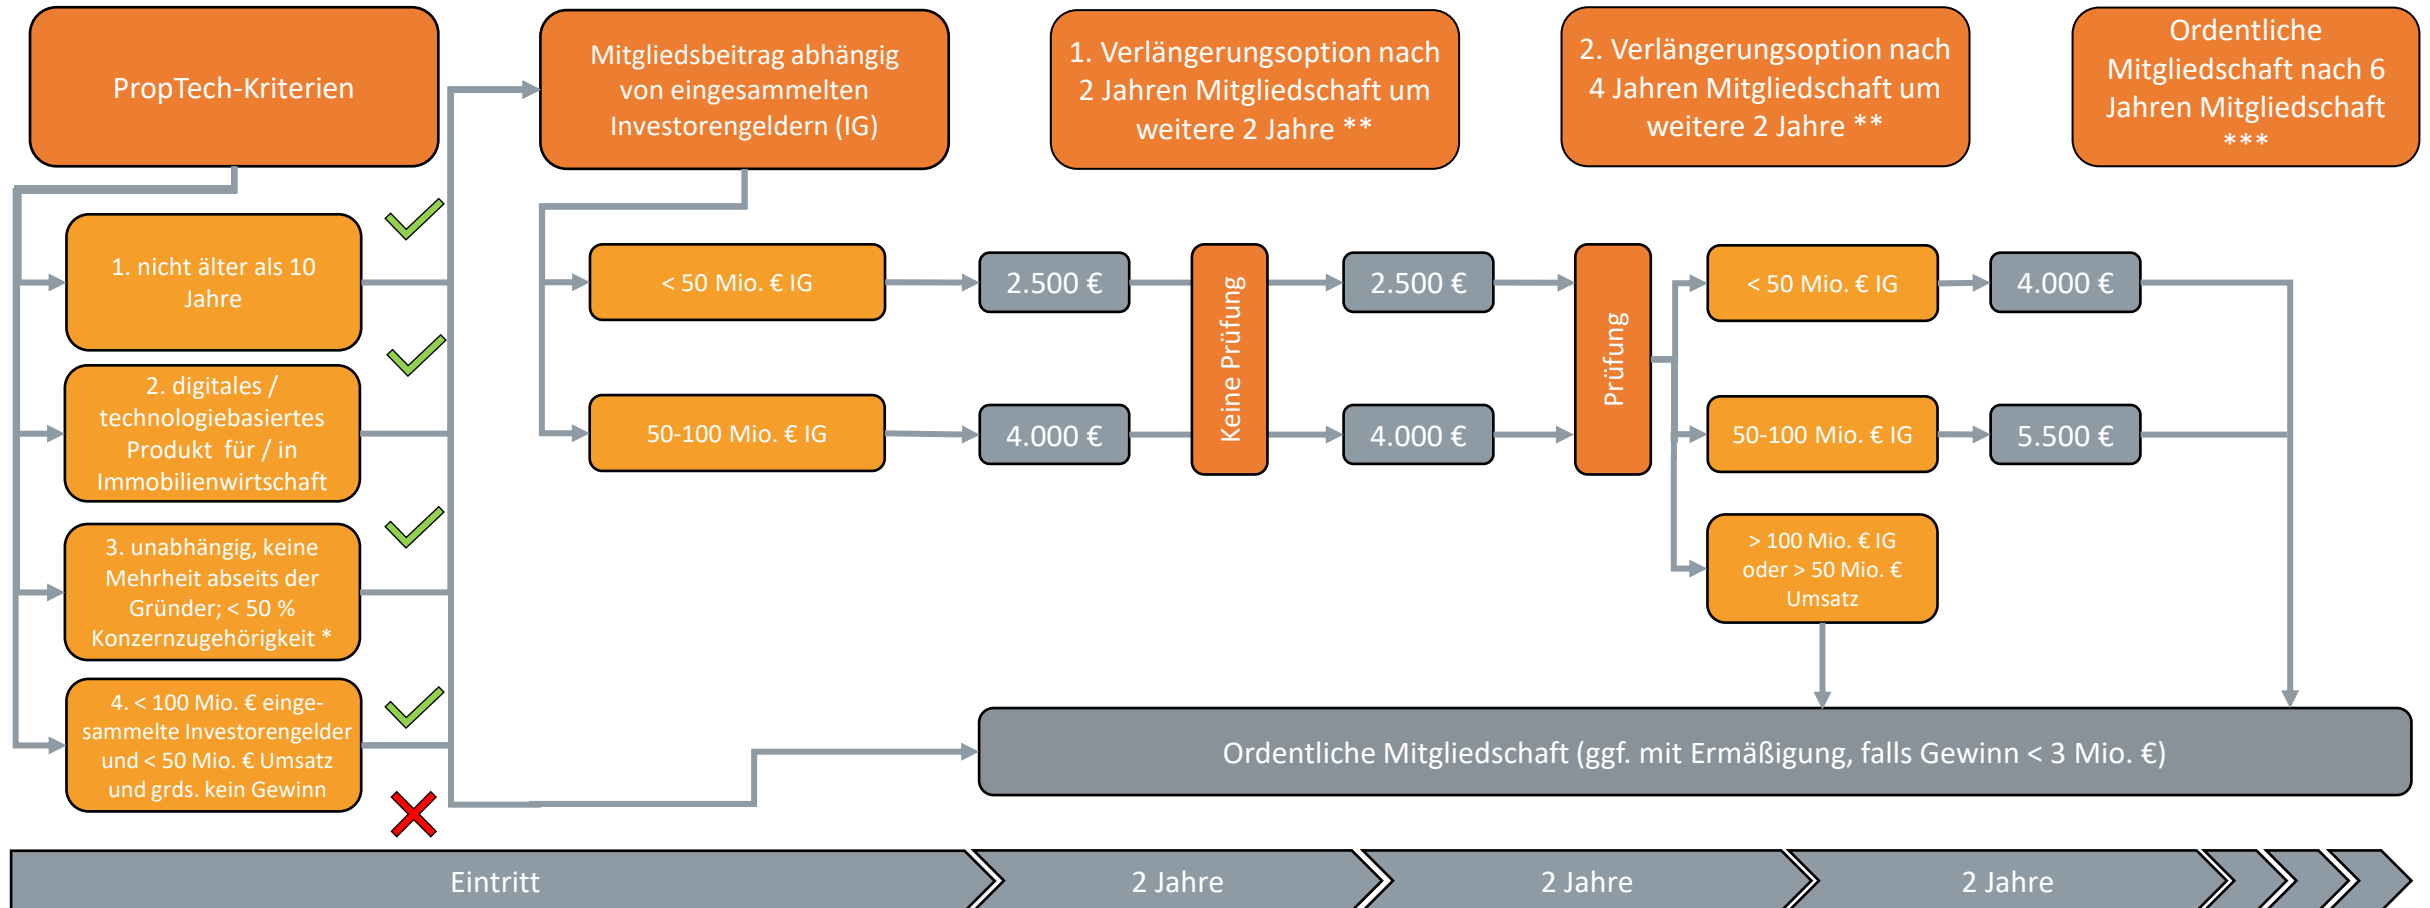 PropTech-Kriterien
Mitgliedsbeitrag abhängig
von eingesammelten
Investorengeldern (IG)
1. Verlängerungsoption nach
2 Jahren Mitgliedschaft um
weitere 2 Jahre **
2. Verlängerungsoption nach
4 Jahren Mitgliedschaft um
weitere 2 Jahre **
Ordentliche
Mitgliedschaft nach 6
Jahren Mitgliedschaft
***
1. nicht älter als 10
Jahre
2. digitales /
technologiebasiertes
Produkt für / in
Immobilienwirtschaft
3. unabhängig, keine
Mehrheit abseits der
Gründer; < 50 %
Konzernzugehörigkeit *
4. < 100 Mio. € einge-
sammelte Investorengelder
und < 50 Mio. € Umsatz
und grds. kein Gewinn
< 50 Mio. € IG
2.500 €
Keine Prüfung
2.500 €
Prüfung
< 50 Mio. € IG
4.000 €
50-100 Mio. € IG
4.000 €
4.000 €
50-100 Mio. € IG
5.500 €
> 100 Mio. € IG
oder > 50 Mio. €
Umsatz
Ordentliche Mitgliedschaft (ggf. mit Ermäßigung, falls Gewinn < 3 Mio. €)
Eintritt
2 Jahre
2 Jahre
2 Jahre